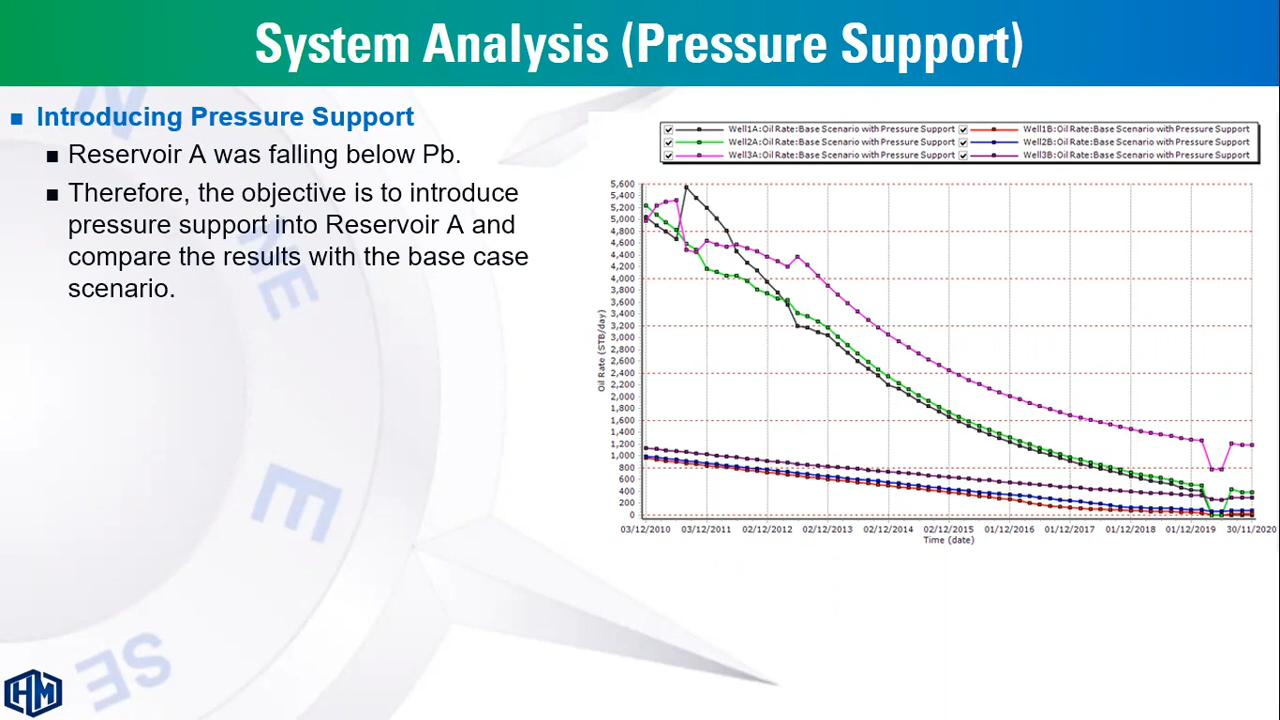 System Analysis (Pressure Support)
Introducing Pressure Support
Reservoir A was falling below Pb.
Therefore, the objective is to introduce
pressure support into Reservoir A and
compare the results with the base case
scenario.
Well1A:Oil Rate:Base Scenario with Pressure Support
Well1B:Oil Rate:Base Scenario with Pressure Support
Well2A:Oil Rate:Base Scenario with Pressure Support
Well2B:Oil Rate:Base Scenario with Pressure Support
Well3A:Oil Rate:Base Scenario with Pressure Support
Well3B:Oil Rate:Base Scenario with Pressure Support
5,600
5,400
5,200
5,000
4,800
4,600
4,400
4,200
4,000
3,800
3,600
3,400
3,200
3,000
2,800
2,600
2,400
2,200
2,000
1,800
1,600
1,400
1,200
1,000
800
600
400
200
0
Oil Rate (STB/day)
03/12/2010 03/12/2011 02/12/2012 02/12/2013 02/12/2014 02/12/2015 01/12/2016 01/12/2017 01/12/2018 01/12/2019 30/11/2020
Time (date)
N
NE
E
SE
HM